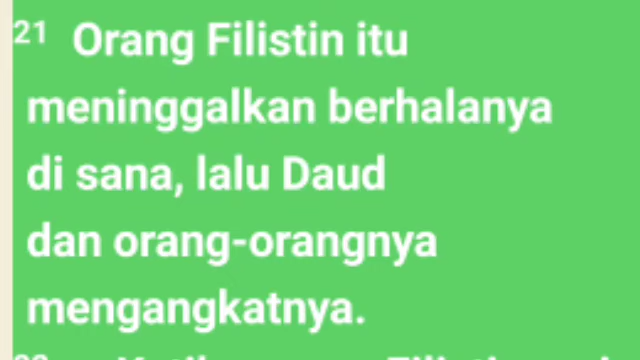 21 Orang Filistin itu
meninggalkan berhalanya
di sana, lalu Daud
dan orang-orangnya
mengangkatnya.